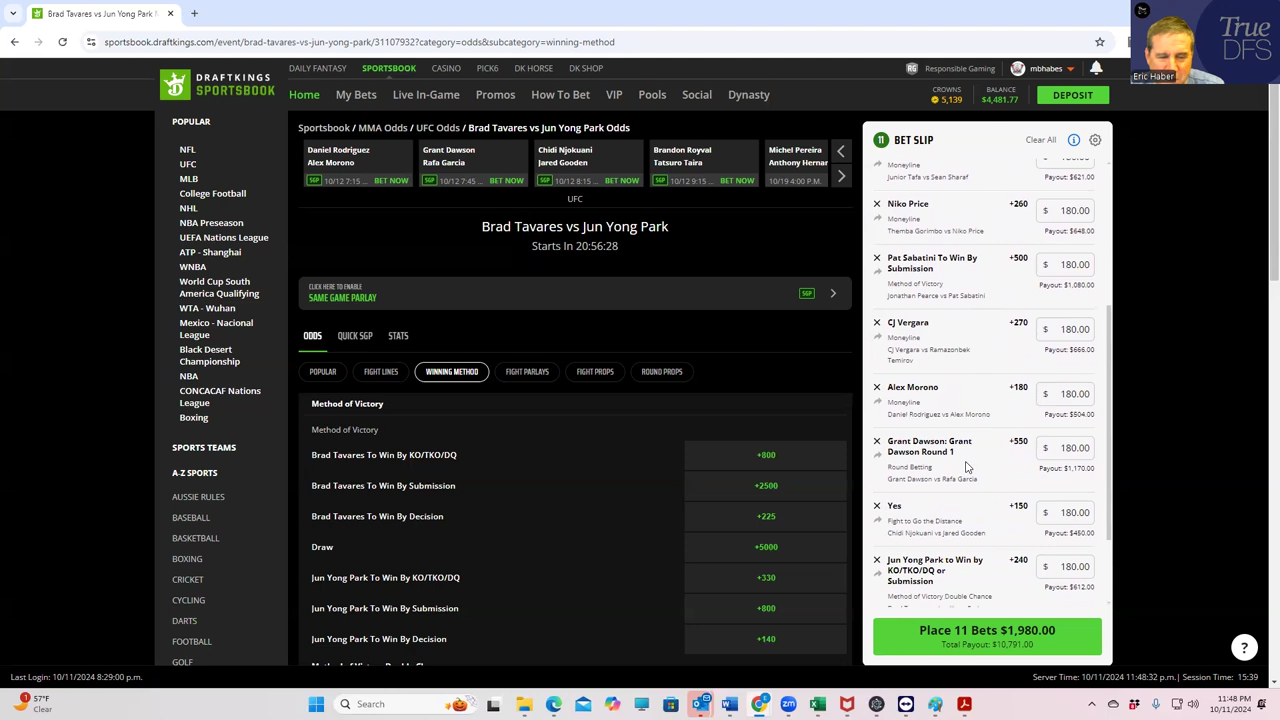 Brad Tavares vs Jun Yong Park
sportsbook.draftkings.com/event/brad-tavares-vs-jun-yong-park/31107932?category=odds&subcategory=winning-method
True
DFS
Eric Haber
DRAFTKINGS
SPORTSBOOK
DAILY FANTASY SPORTSBOOK CASINO PICK6 DK HORSE DK SHOP
RG Responsible Gaming mbhabes
Home My Bets Live In-Game Promos How To Bet VIP Pools Social Dynasty
CROWNS
5,139
BALANCE
$4,481.77
DEPOSIT
POPULAR
NFL
UFC
MLB
College Football
NHL
NBA Preseason
UEFA Nations League
ATP - Shanghai
WNBA
World Cup South
America Qualifying
WTA - Wuhan
Mexico - National
League
Black Desert
Championship
NBA
CONCACAF Nations
League
Boxing
SPORTS TEAMS
A-Z SPORTS
AUSSIE RULES
BASEBALL
BASKETBALL
BOXING
CRICKET
CYCLING
DARTS
FOOTBALL
GOLF
Sportsbook / MMA Odds / UFC Odds / Brad Tavares vs Jun Yong Park Odds
Daniel Rodriguez
Alex Morono
SGP 10/12 7:15 ... BET NOW
Grant Dawson
Rafa Garcia
SGP 10/12 7:45 ... BET NOW
Chidi Njokuani
Jared Gooden
SGP 10/12 8:15 ... BET NOW
Brandon Royval
Tatsuro Taira
SGP 10/12 9:15 ... BET NOW
Michel Pereira
Anthony Hernar
10/19 4:00 P.M.
UFC
Brad Tavares vs Jun Yong Park
Starts In 20:56:28
CLICK HERE TO ENABLE
SAME GAME PARLAY
SGP
ODDS QUICK SGP STATS
POPULAR FIGHT LINES WINNING METHOD FIGHT PARLAYS FIGHT PROPS ROUND PROPS
Method of Victory
Method of Victory
Brad Tavares To Win By KO/TKO/DQ +800
Brad Tavares To Win By Submission +2500
Brad Tavares To Win By Decision +225
Draw +5000
Jun Yong Park To Win By KO/TKO/DQ +330
Jun Yong Park To Win By Submission +800
Jun Yong Park To Win By Decision +140
11 BET SLIP Clear All
Moneyline
Junior Tafa vs Sean Sharaf Payout: $621.00
Niko Price +260 $ 180.00
Moneyline
Themba Gorimbo vs Niko Price Payout: $648.00
Pat Sabatini To Win By
Submission
+500 $ 180.00
Method of Victory
Jonathan Pearce vs Pat Sabatini
Payout: $1,080.00
CJ Vergara +270 $ 180.00
Moneyline
CJ Vergara vs Ramazonbek
Temirov
Payout: $666.00
Alex Morono +180 $ 180.00
Moneyline
Daniel Rodriguez vs Alex Morono Payout: $504.00
Grant Dawson: Grant
Dawson Round 1
+550 $ 180.00
Round Betting
Grant Dawson vs Rafa Garcia
Payout: $1,170.00
Yes +150 $ 180.00
Fight to Go the Distance
Chidi Njokuani vs Jared Gooden Payout: $450.00
Jun Yong Park to Win by
KO/TKO/DQ or
Submission
+240 $ 180.00
Method of Victory Double Chance
Payout: $612.00
Place 11 Bets $1,980.00
Total Payout: $10,791.00
?
Last Login: 10/11/2024 8:29:00 p.m. Server Time: 10/11/2024 11:48:32 p.m.| Session Time: 15:39
1
57°F
Clear
Search
11:48 PM
10/11/2024